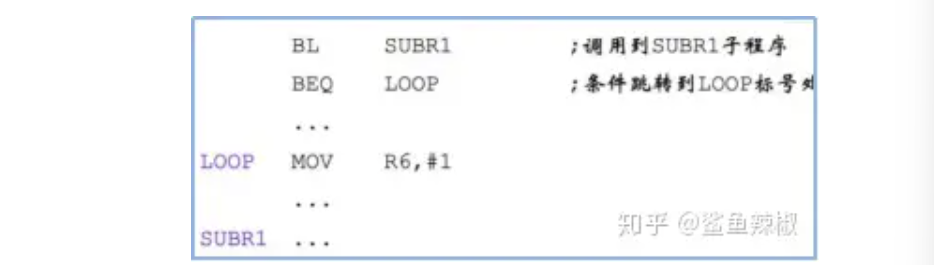 BL SUBR1 ;调用到SUBR1子程序
BEQ LOOP ;条件跳转到LOOP标号处
...
LOOP MOV R6,#1
...
SUBR1 ...
知乎 @鲨鱼辣椒